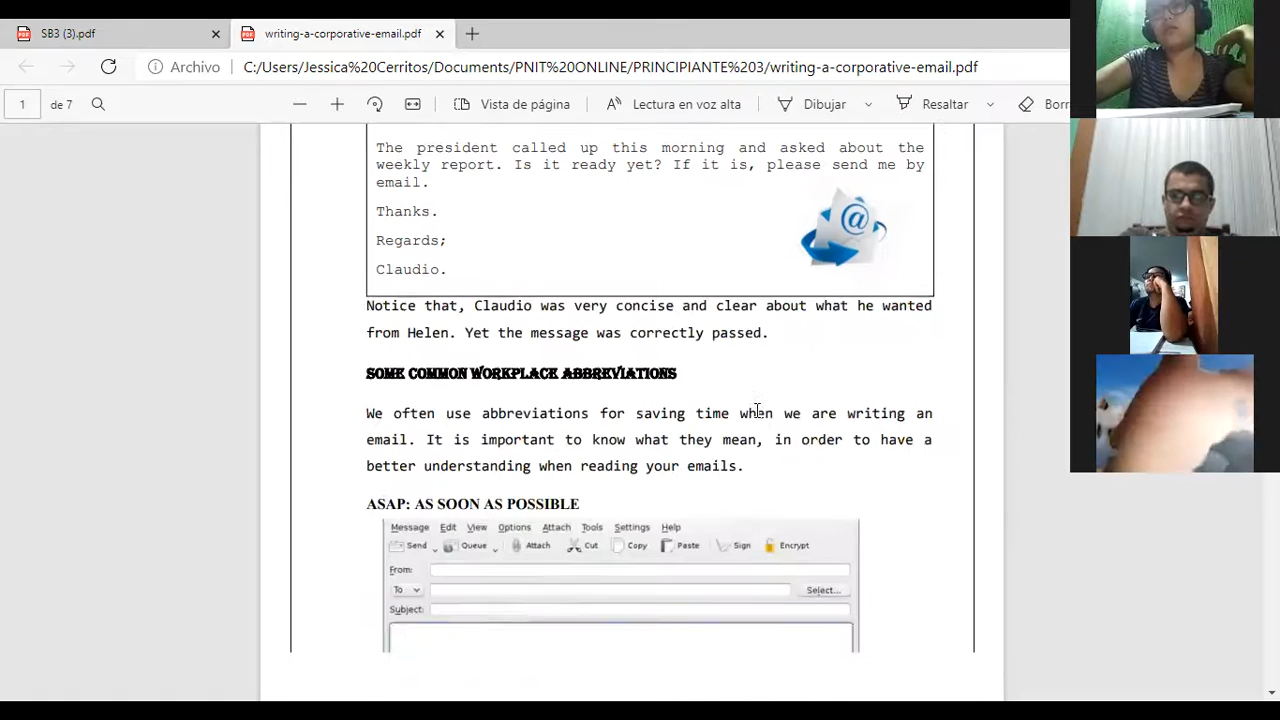 SB3 (3).pdf
writing-a-corporative-email.pdf
Archivo C:/Users/Jessica%20Cerritos/Documents/PNIT%20ONLINE/PRINCIPIANTE%203/writing-a-corporative-email.pdf
1 de 7 Vista de página Lectura en voz alta Dibujar Resaltar Borr
The president called up this morning and asked about the
weekly report. Is it ready yet? If it is, please send me by
email.
Thanks.
Regards;
Claudio.
Notice that, Claudio was very concise and clear about what he wanted
from Helen. Yet the message was correctly passed.
SOME COMMON WORKPLACE ABBREVIATIONS
We often use abbreviations for saving time when we are writing an
email. It is important to know what they mean, in order to have a
better understanding when reading your emails.
ASAP: AS SOON AS POSSIBLE
Message Edit View Options Attach Tools Settings Help
Send Queue Attach Cut Copy Paste Sign Encrypt
From:
To Select...
Subject: